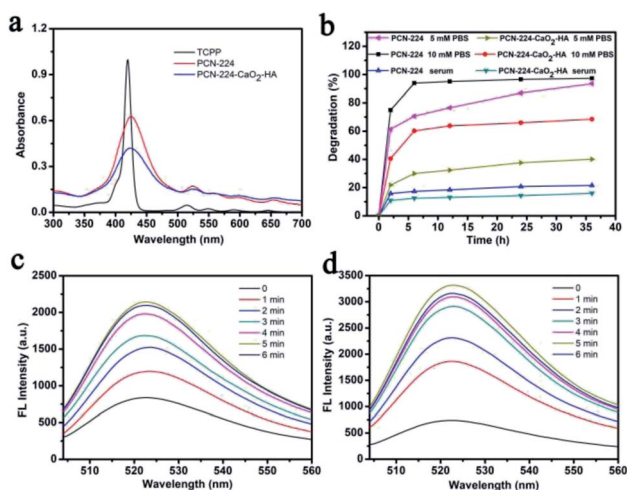 a
1.2
0.9
0.6
0.3
0.0
Absorbance
TCPP
PCN-224
PCN-224-CaO2-HA
300 350 400 450 500 550 600 650 700
Wavelength (nm)
b
PCN-224 5 mM PBS
PCN-224-CaO2-HA 5 mM PBS
PCN-224 10 mM PBS
PCN-224-CaO2-HA 10 mM PBS
PCN-224 serum
PCN-224-CaO2-HA serum
120
100
80
60
40
20
0
Degradation (%)
0 5 10 15 20 25 30 35
Time (h)
c
2500
2000
1500
1000
500
0
FL Intensity (a.u.)
0
1 min
2 min
3 min
4 min
5 min
6 min
510 520 530 540 550 560
Wavelength (nm)
d
3500
3000
2500
2000
1500
1000
500
0
FL Intensity (a.u.)
0
1 min
2 min
3 min
4 min
5 min
6 min
510 520 530 540 550 560
Wavelength (nm)